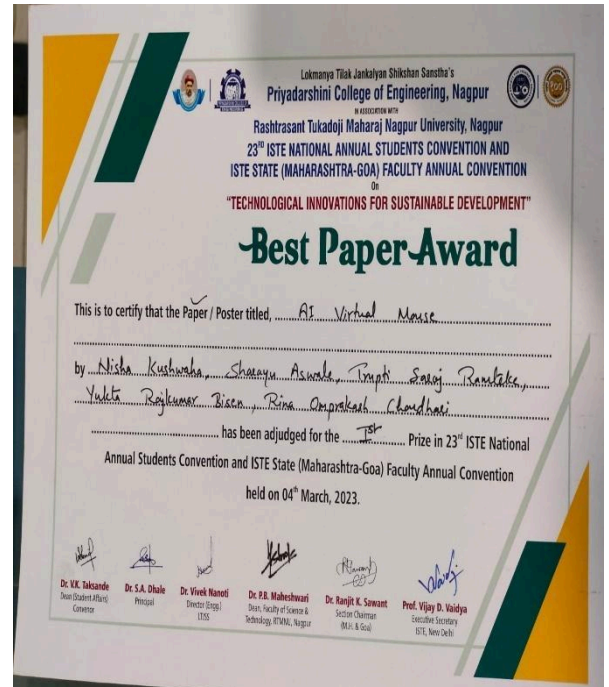 Lokmanya Tilak Jankalyan Shikshan Sanstha's
Priyadarshini College of Engineering, Nagpur
IN ASSOCIATION WITH
Rashtrasant Tukadoji Maharaj Nagpur University, Nagpur
23RD ISTE NATIONAL ANNUAL STUDENTS CONVENTION AND
ISTE STATE (MAHARASHTRA-GOA) FACULTY ANNUAL CONVENTION
On
"TECHNOLOGICAL INNOVATIONS FOR SUSTAINABLE DEVELOPMENT"
Best Paper Award
This is to certify that the Paper / Poster titled, AI Virtual Mouse
by Nisha Kushwaha, Sharayu Aswale, Trupti Saroj Ramteke,
Yukta Rajkumar Bisen, Rina Omprakash Choudhari
has been adjudged for the Ist Prize in 23rd ISTE National
Annual Students Convention and ISTE State (Maharashtra-Goa) Faculty Annual Convention
held on 04th March, 2023.
Dr. V.K. Taksande Dr. S.A. Dhale Dr. Vivek Nanoti Dr. P.B. Maheshwari Dr. Ranjit K. Sawant Prof. Vijay D. Vaidya
Dean (Student Affairs) Principal Director (Engg.) Dean, Faculty of Science & Section Chairman Executive Secretary
Convenor LTJSS Technology, RTMNU, Nagpur (M.H. & Goa) ISTE, New Delhi